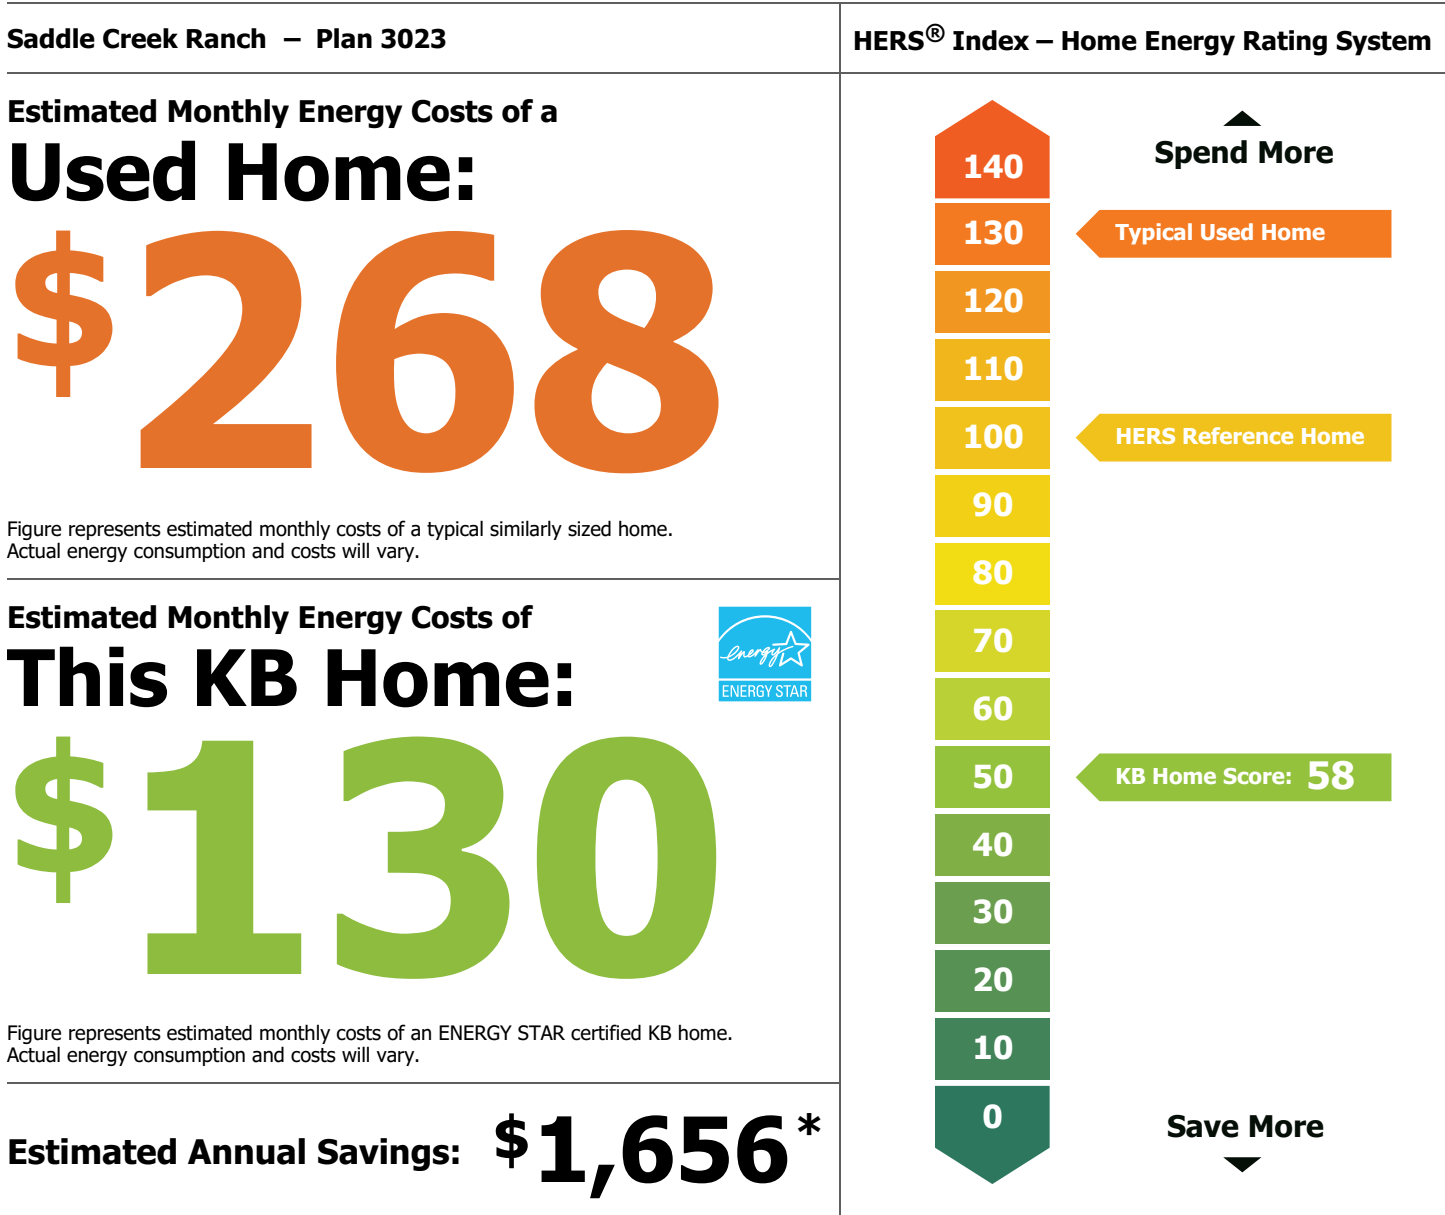 Saddle Creek Ranch – Plan 3023
Estimated Monthly Energy Costs of a
Used Home:
$268
Figure represents estimated monthly costs of a typical similarly sized home.
Actual energy consumption and costs will vary.
Estimated Monthly Energy Costs of
This KB Home:
energy
ENERGY STAR
$130
Figure represents estimated monthly costs of an ENERGY STAR certified KB home.
Actual energy consumption and costs will vary.
Estimated Annual Savings: $1,656*
HERS® Index – Home Energy Rating System
Spend More
140
130 Typical Used Home
120
110
100 HERS Reference Home
90
80
70
60
50 KB Home Score: 58
40
30
20
10
0
Save More